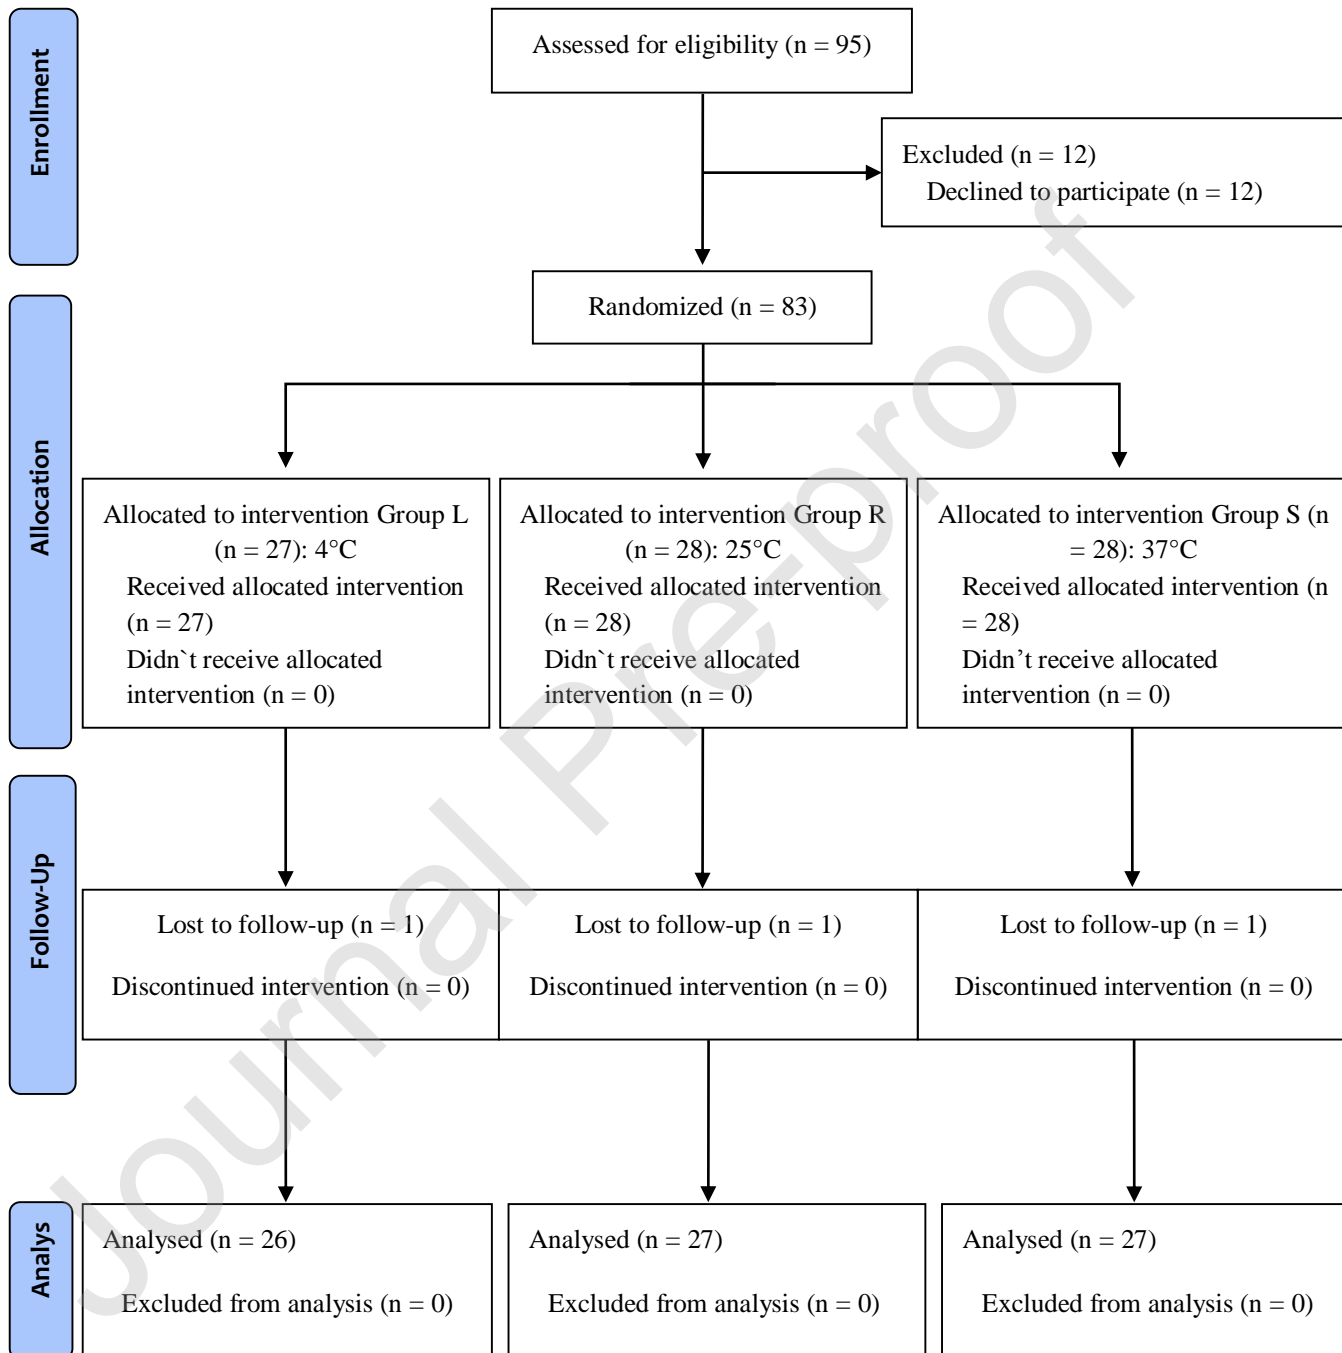 Enrollment
Assessed for eligibility (n = 95)
Excluded (n = 12)
Declined to participate (n = 12)
Randomized (n = 83)
Allocation
Allocated to intervention Group L
(n = 27): 4°C
Received allocated intervention
(n = 27)
Didn`t receive allocated
intervention (n = 0)
Allocated to intervention Group R
(n = 28): 25°C
Received allocated intervention
(n = 28)
Didn`t receive allocated
intervention (n = 0)
Allocated to intervention Group S (n
= 28): 37°C
Received allocated intervention (n
= 28)
Didn’t receive allocated
intervention (n = 0)
Follow-Up
Lost to follow-up (n = 1)
Discontinued intervention (n = 0)
Lost to follow-up (n = 1)
Discontinued intervention (n = 0)
Lost to follow-up (n = 1)
Discontinued intervention (n = 0)
Analys
Analysed (n = 26)
Excluded from analysis (n = 0)
Analysed (n = 27)
Excluded from analysis (n = 0)
Analysed (n = 27)
Excluded from analysis (n = 0)
Journal Pre-proof